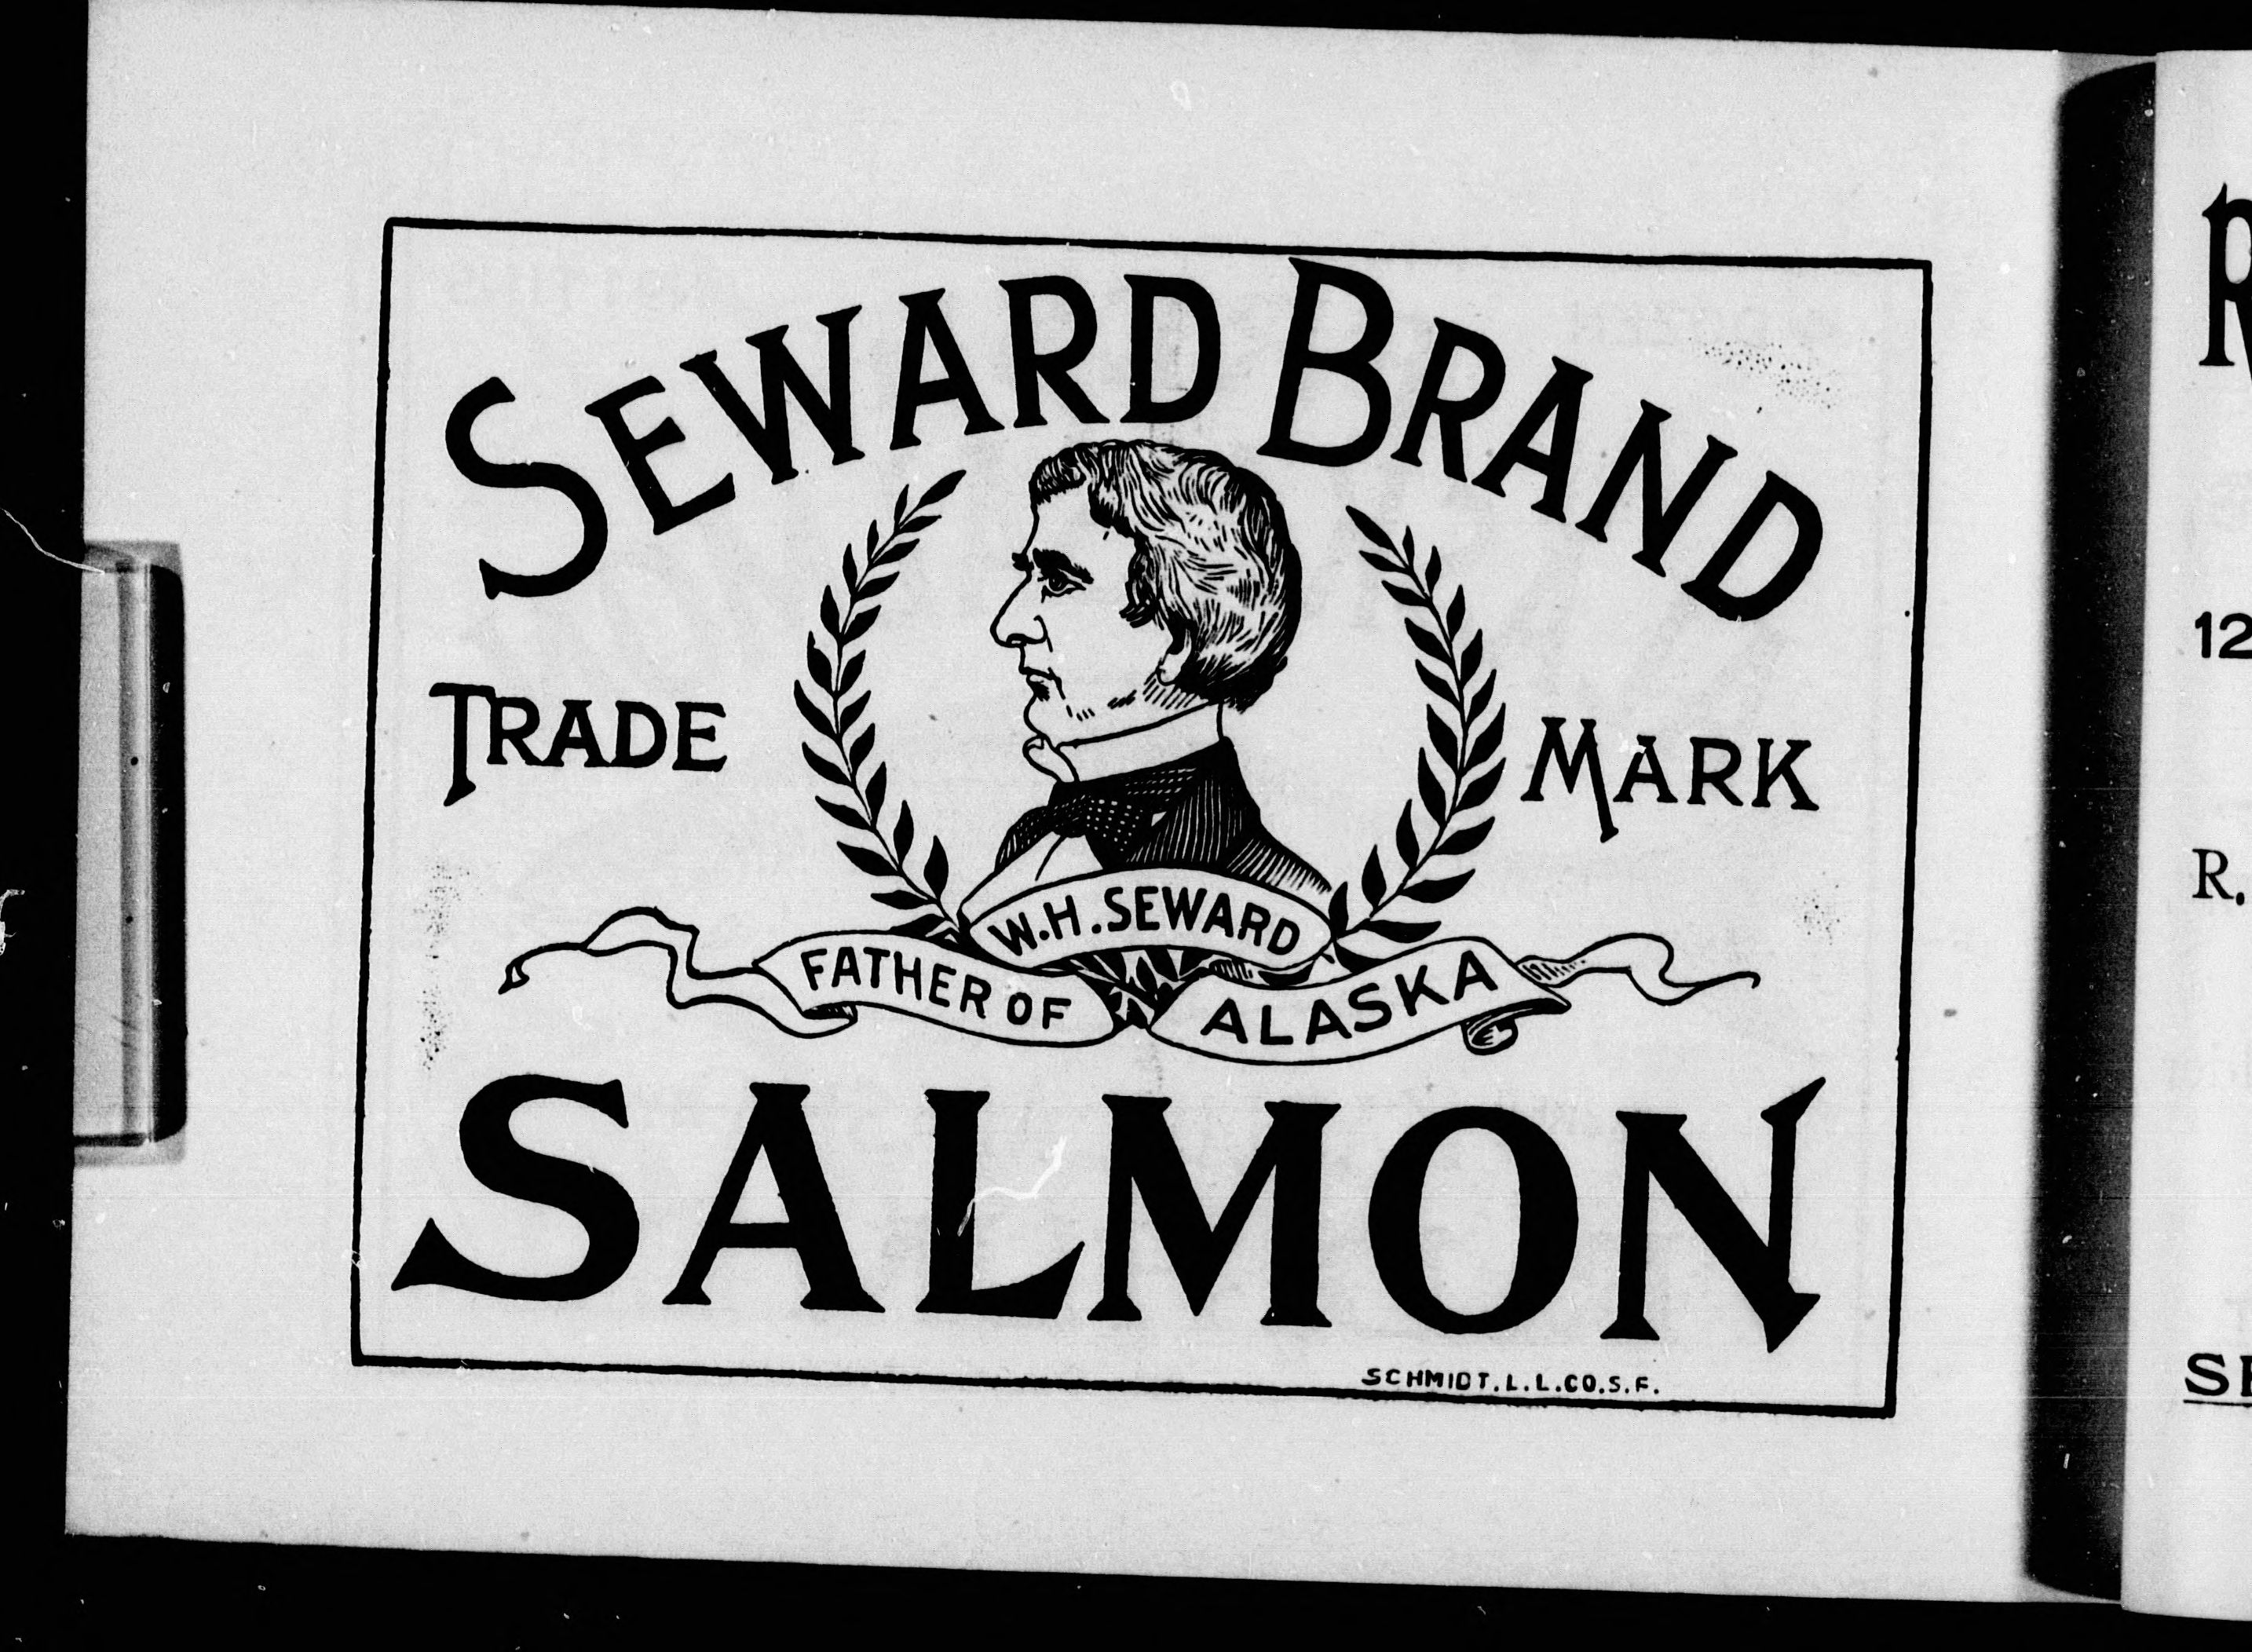 SEWARD BRAND
TRADE MARK
W.H. SEWARD
FATHER OF ALASKA
SALMON
SCHMIDT. L. L. CO. S. F.
12
R.